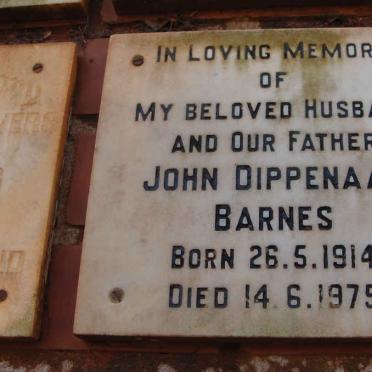 IN LOVING MEMOR
OF
MY BELOVED HUSBA
AND OUR FATHER
JOHN DIPPENAA
BARNES
BORN 26.5.1914
DIED 14.6.1975